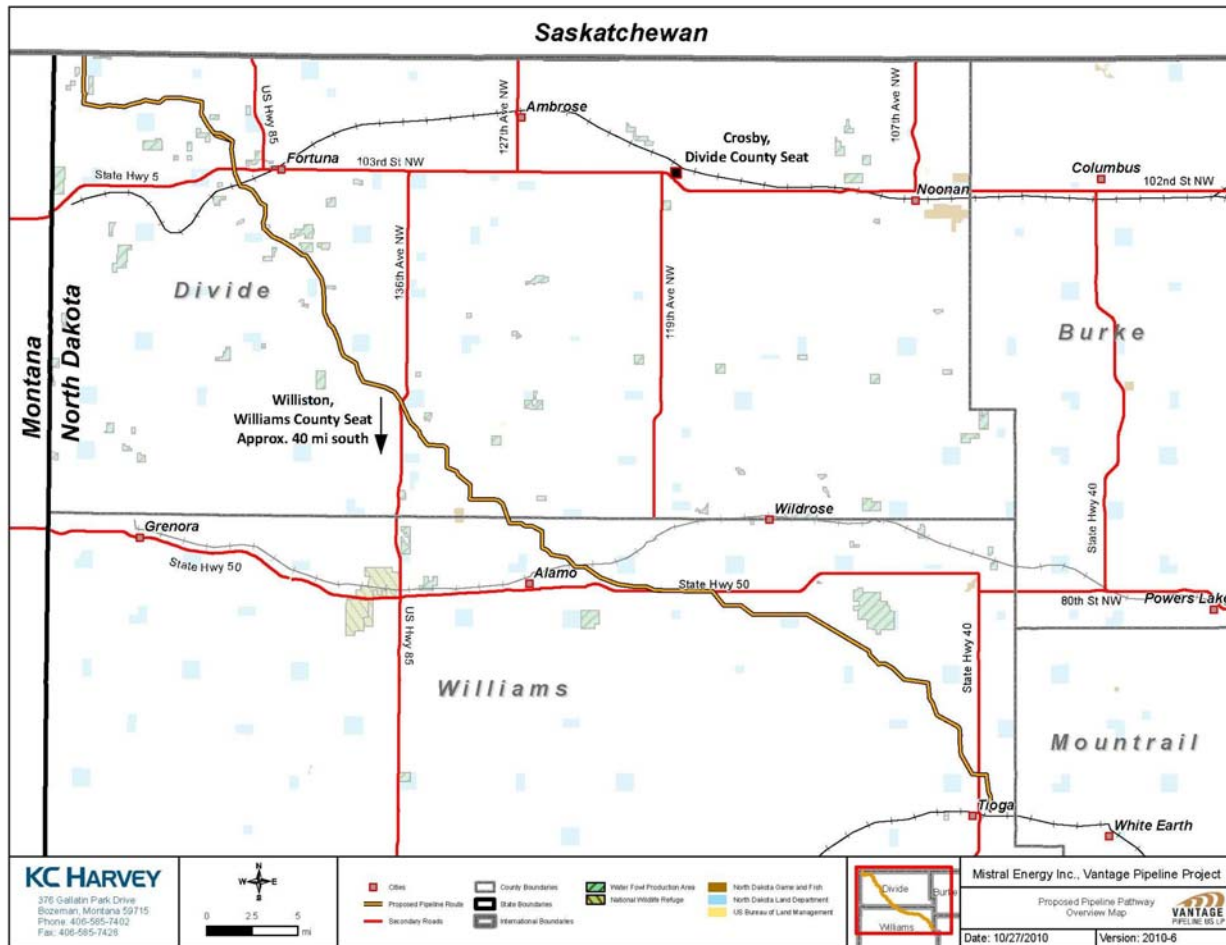 Saskatchewan
US Hwy 85
127th Ave NW
Ambrose
107th Ave NW
Crosby,
Divide County Seat
Fortuna
103rd St NW
State Hwy 5
Columbus
102nd St NW
Noonan
136th Ave NW
119th Ave NW
Divide
Burke
Montana
North Dakota
Williston,
Williams County Seat
Approx. 40 mi south
State Hwy 40
Grenora
Wildrose
State Hwy 50
Alamo
State Hwy 50
80th St NW
Powers Lake
US Hwy 85
State Hwy 40
Williams
Mountrail
Tioga
White Earth
KC HARVEY
376 Gallatin Park Drive
Bozeman, Montana 59715
Phone: 406-585-7402
Fax: 406-585-7428
N
W E
S
0 5
mi
Cities
Proposed Pipeline Route
Secondary Roads
County Boundaries
State Boundaries
International Boundaries
Water Fowl Production Area
National Wildlife Refuge
North Dakota Game and Fish
North Dakota Land Department
US Bureau of Land Management
Divide
Burke
Williams
Mistral Energy Inc., Vantage Pipeline Project
Proposed Pipeline Pathway
Overview Map
VANTAGE
PIPELINE US LP
Date: 10/27/2010
Version: 2010-6